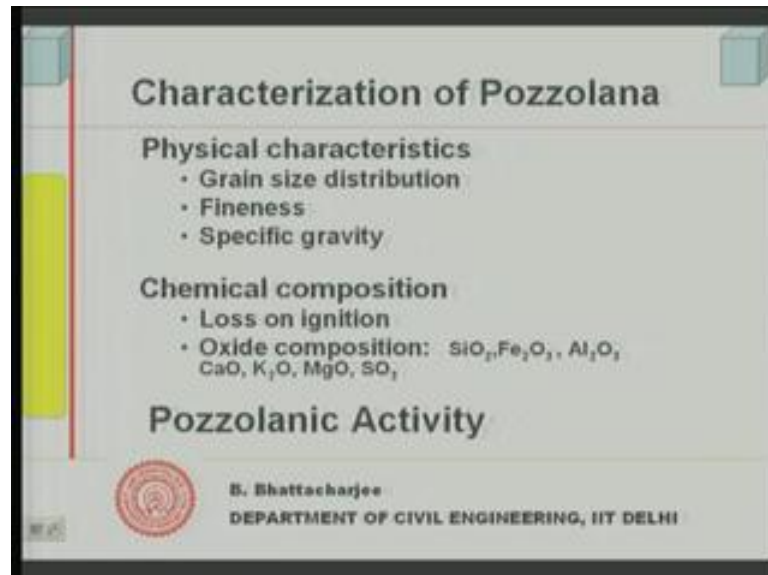 Characterization of Pozzolana
Physical characteristics
• Grain size distribution
• Fineness
• Specific gravity
Chemical composition
• Loss on ignition
• Oxide composition: SiO₂,Fe₂O₃ , Al₂O₃
CaO, K₂O, MgO, SO₃
Pozzolanic Activity
B. Bhattacharjee
DEPARTMENT OF CIVIL ENGINEERING, IIT DELHI